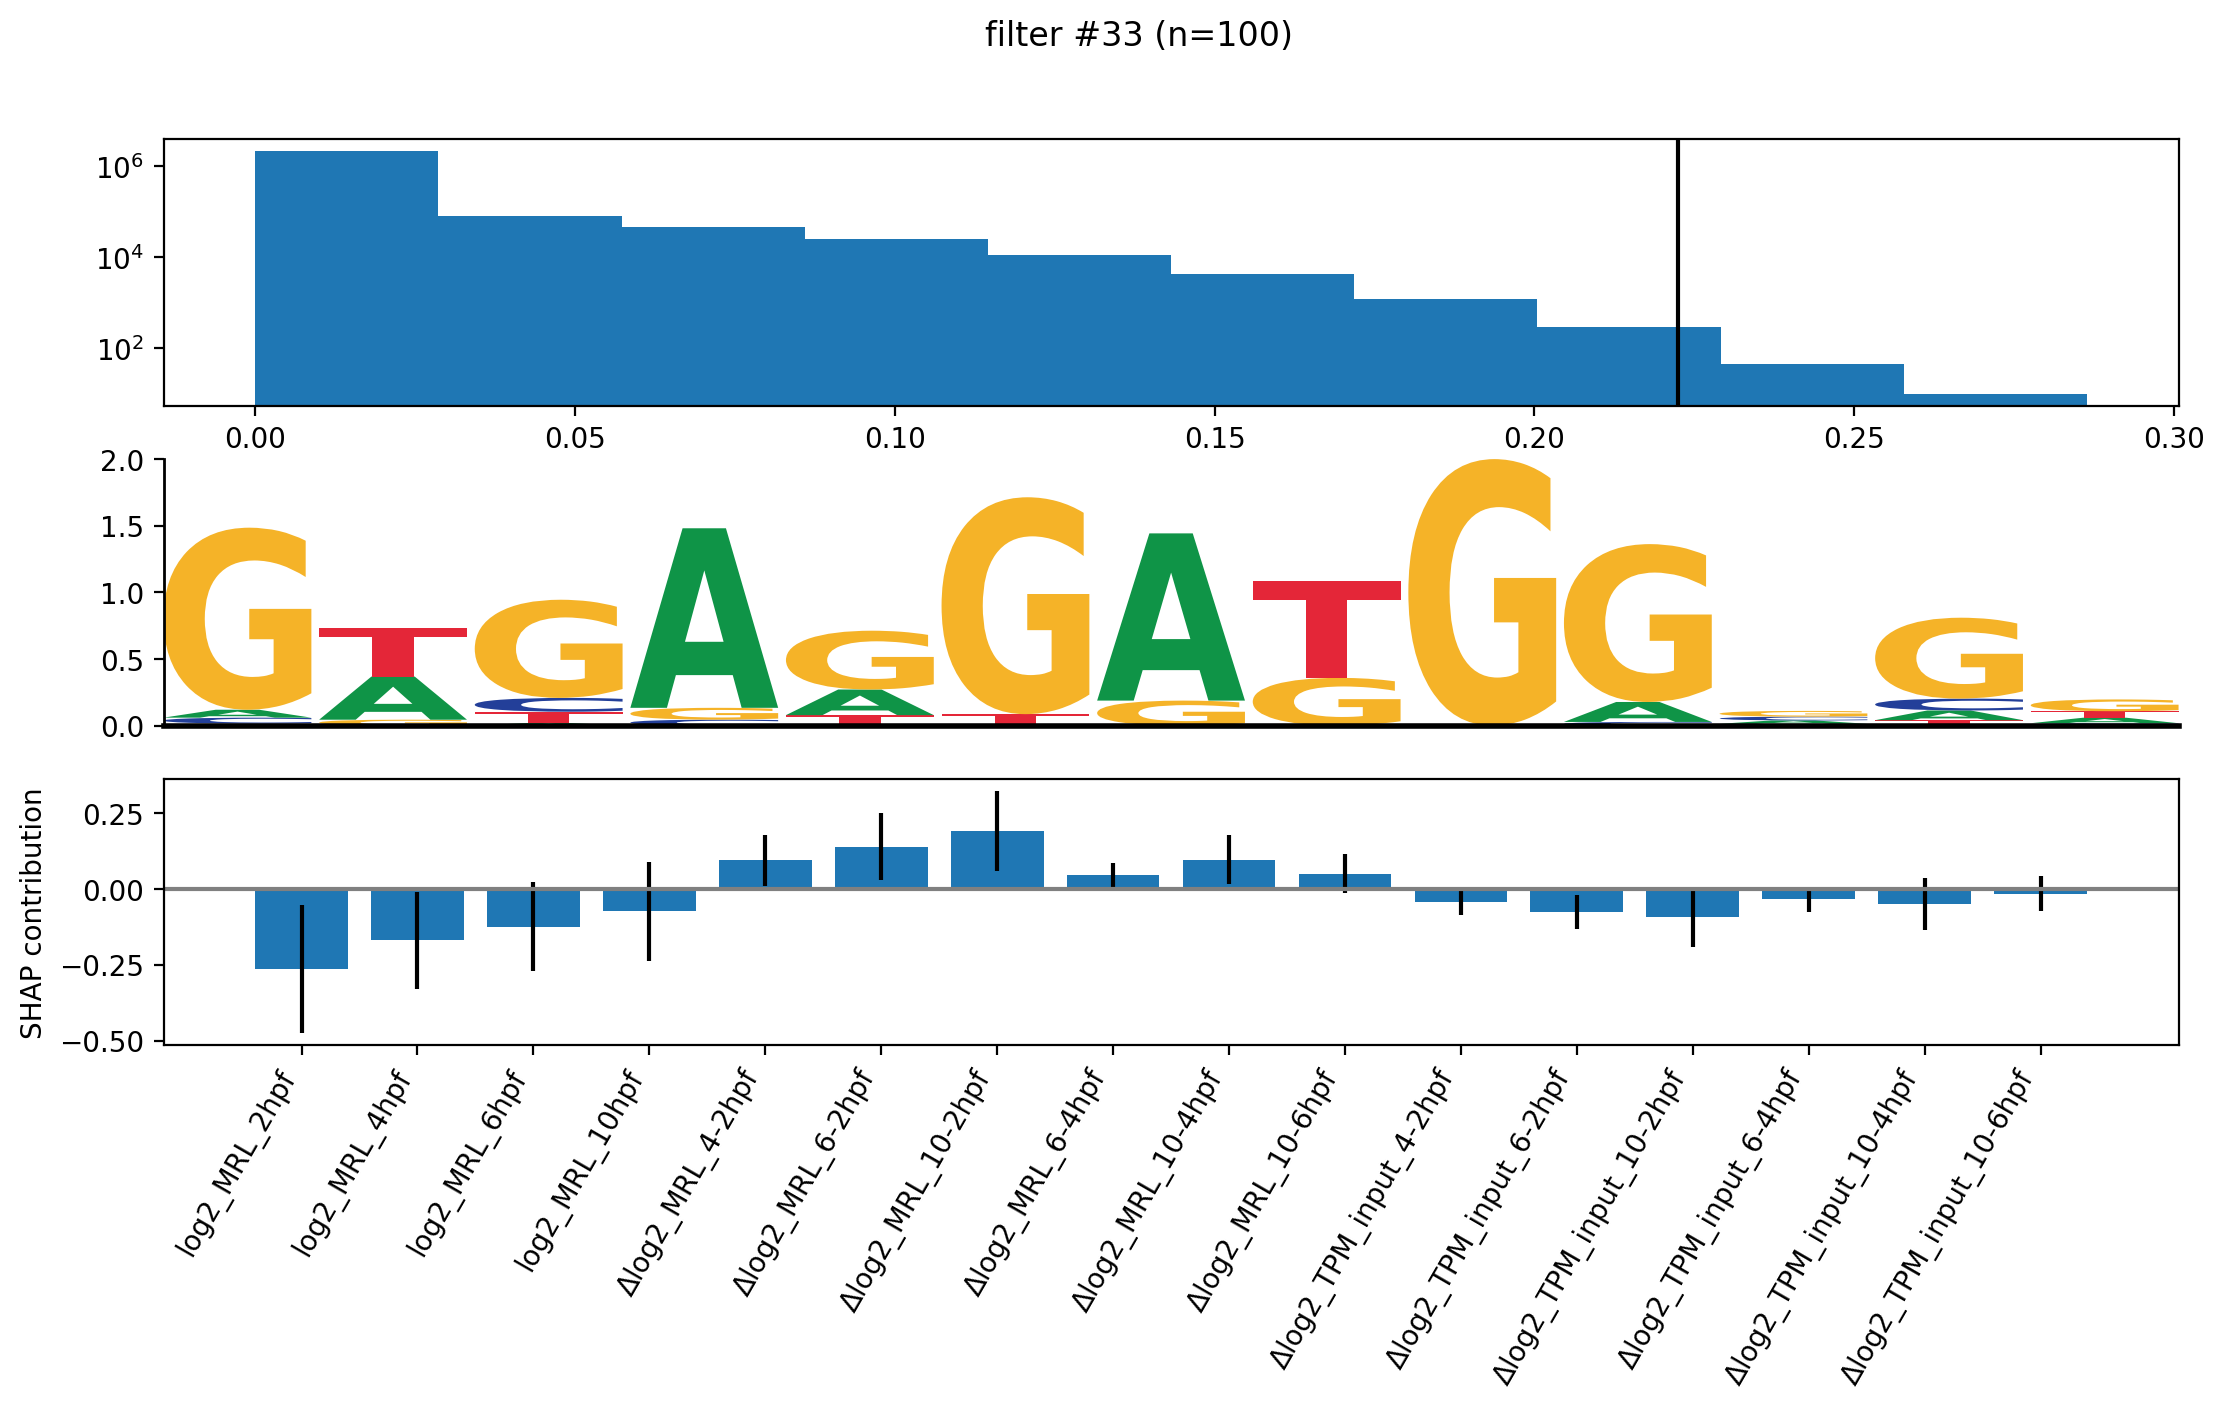 filter #33 (n=100)
10^6
10^4
10^2
0.00 0.05 0.10 0.15 0.20 0.25 0.30
2.0
1.5
1.0
0.5
0.0
G T G A G G A T G G G G G
A C G A G A C C T
C T C T T C A A A
SHAP contribution
0.25
0.00
−0.25
−0.50
log2_MRL_2hpf
log2_MRL_4hpf
log2_MRL_6hpf
log2_MRL_10hpf
Δlog2_MRL_4-2hpf
Δlog2_MRL_6-2hpf
Δlog2_MRL_10-2hpf
Δlog2_MRL_6-4hpf
Δlog2_MRL_10-4hpf
Δlog2_MRL_10-6hpf
Δlog2_TPM_input_4-2hpf
Δlog2_TPM_input_6-2hpf
Δlog2_TPM_input_10-2hpf
Δlog2_TPM_input_6-4hpf
Δlog2_TPM_input_10-4hpf
Δlog2_TPM_input_10-6hpf